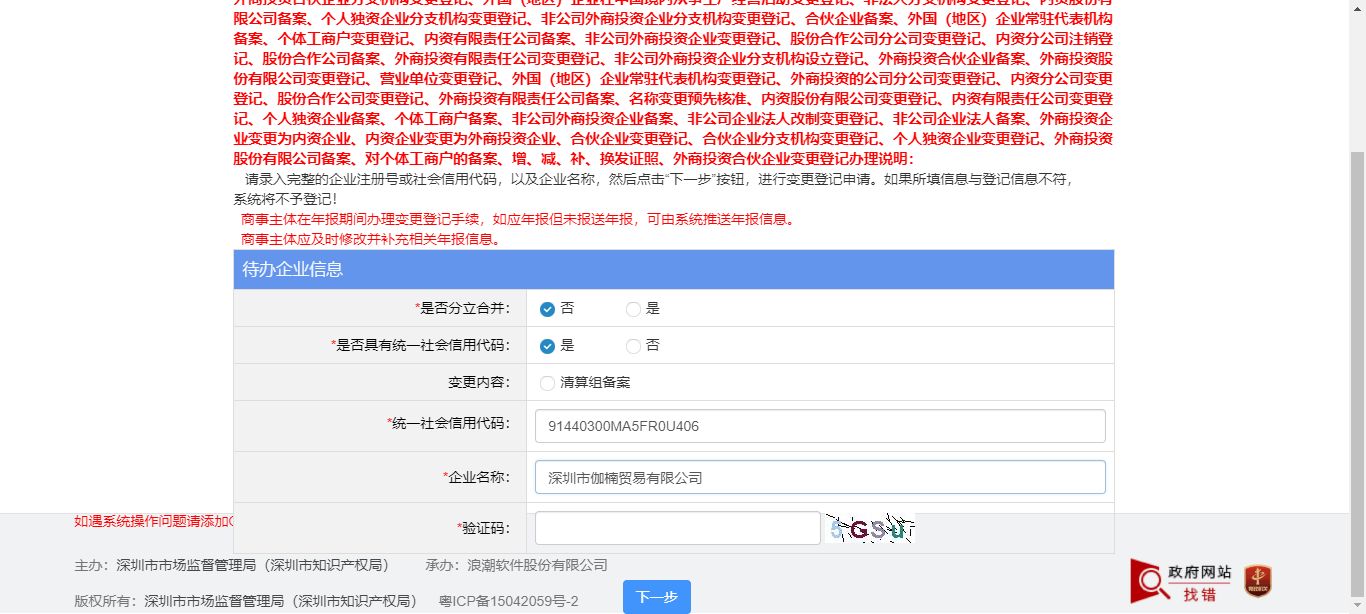 限公司备案、个人独资企业分支机构变更登记、非公司外商投资企业分支机构变更登记、合伙企业备案、外国（地区）企业常驻代表机构
备案、个体工商户变更登记、内资有限责任公司备案、非公司外商投资企业变更登记、股份合作公司分公司变更登记、内资分公司注销登
记、股份合作公司备案、外商投资有限责任公司变更登记、非公司外商投资企业分支机构设立登记、外商投资合伙企业备案、外商投资股
份有限公司变更登记、营业单位变更登记、外国（地区）企业常驻代表机构变更登记、外商投资的公司分公司变更登记、内资分公司变更
登记、股份合作公司变更登记、外商投资有限责任公司备案、名称变更预先核准、内资股份有限公司变更登记、内资有限责任公司变更登
记、个人独资企业备案、个体工商户备案、非公司外商投资企业备案、非公司企业法人改制变更登记、非公司企业法人备案、外商投资企
业变更为内资企业、内资企业变更为外商投资企业、合伙企业变更登记、合伙企业分支机构变更登记、个人独资企业变更登记、外商投资
股份有限公司备案、对个体工商户的备案、增、减、补、换发证照、外商投资合伙企业变更登记办理说明：
请录入完整的企业注册号或社会信用代码，以及企业名称，然后点击“下一步”按钮，进行变更登记申请。如果所填信息与登记信息不符，
系统将不予登记！
商事主体在年报期间办理变更登记手续，如应年报但未报送年报，可由系统推送年报信息。
商事主体应及时修改并补充相关年报信息。
待办企业信息
*是否分立合并： 否 是
*是否具有统一社会信用代码： 是 否
变更内容： 清算组备案
*统一社会信用代码： 91440300MA5FR0U406
*企业名称： 深圳市伽楠贸易有限公司
如遇系统操作问题请添加
*验证码： 5GSu
主办：深圳市市场监督管理局（深圳市知识产权局） 承办：浪潮软件股份有限公司
版权所有：深圳市市场监督管理局（深圳市知识产权局） 粤ICP备15042059号-2
下一步
政府网站
找错